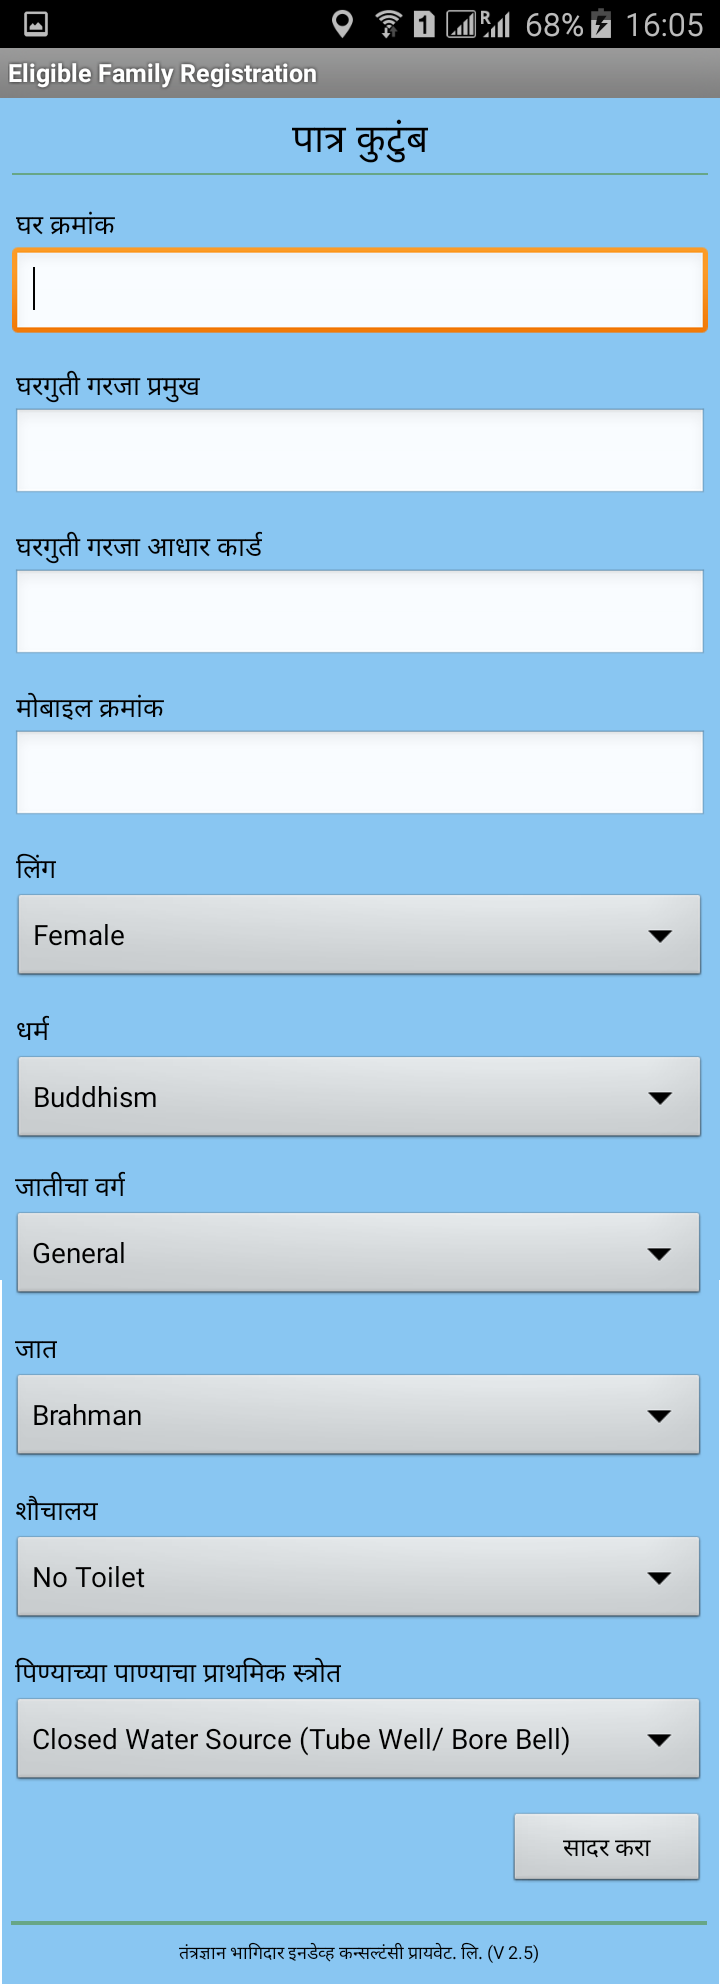 68% 16:05
Eligible Family Registration
पात्र कुटुंब
घर क्रमांक
घरगुती गरजा प्रमुख
घरगुती गरजा आधार कार्ड
मोबाइल क्रमांक
लिंग
Female
धर्म
Buddhism
जातीचा वर्ग
General
जात
Brahman
शौचालय
No Toilet
पिण्याच्या पाण्याचा प्राथमिक स्त्रोत
Closed Water Source (Tube Well/ Bore Bell)
सादर करा
तंत्रज्ञान भागिदार इनडेव्ह कन्सल्टंसी प्रायवेट. लि. (V 2.5)